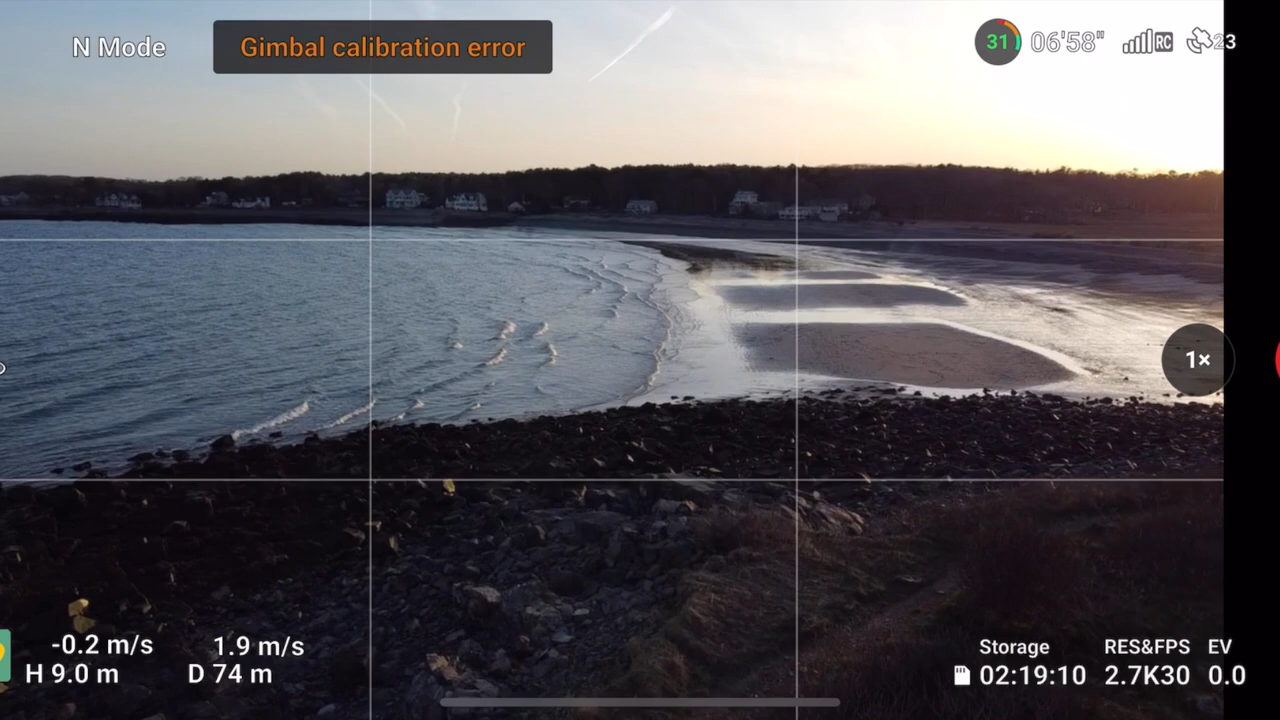 N Mode
Gimbal calibration error
31
06'58"
RC
23
1×
-0.2 m/s
1.9 m/s
H 9.0 m
D 74 m
Storage
RES&FPS
EV
02:19:10
2.7K30
0.0